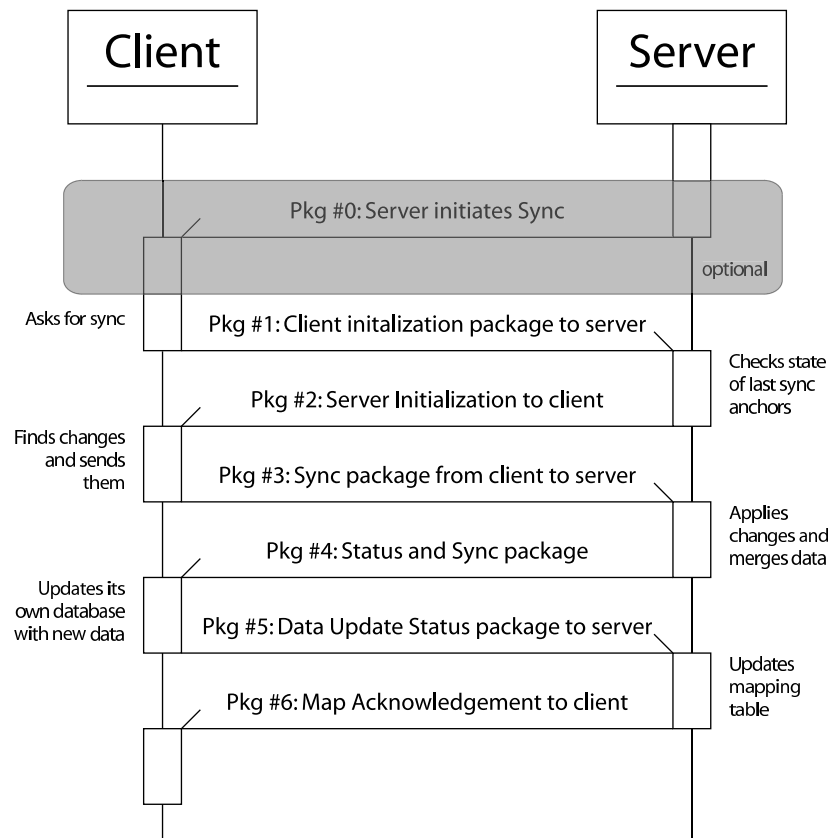 Client
Server
Pkg #0: Server initiates Sync
optional
Asks for sync
Pkg #1: Client initalization package to server
Checks state
of last sync
anchors
Pkg #2: Server Initialization to client
Finds changes
and sends
them
Pkg #3: Sync package from client to server
Applies
changes and
merges data
Pkg #4: Status and Sync package
Updates its
own database
with new data
Pkg #5: Data Update Status package to server
Updates
mapping
table
Pkg #6: Map Acknowledgement to client